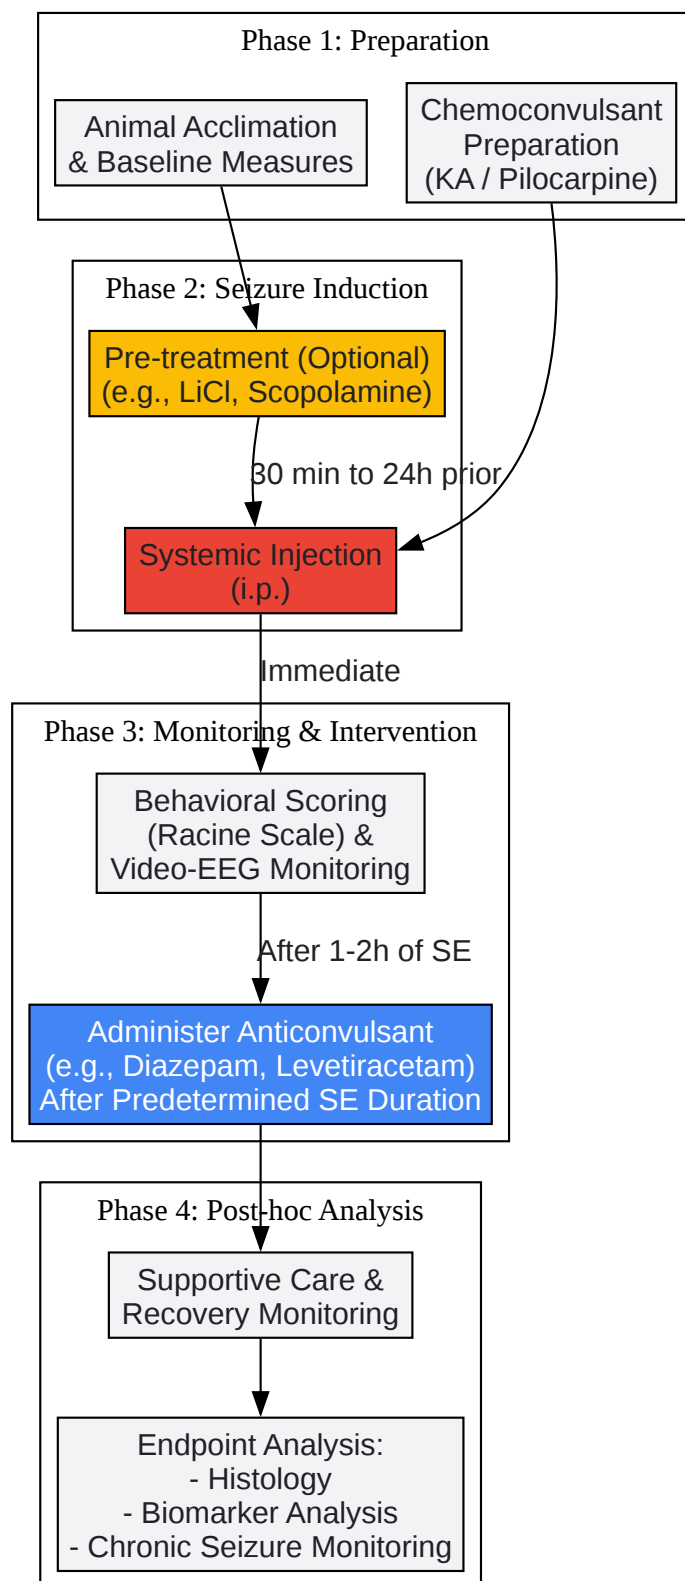 Phase 1: Preparation
Animal Acclimation
& Baseline Measures
Chemoconvulsant
Preparation
(KA / Pilocarpine)
Phase 2: Seizure Induction
Pre-treatment (Optional)
(e.g., LiCl, Scopolamine)
30 min to 24h prior
Systemic Injection
(i.p.)
Immediate
Phase 3: Monitoring & Intervention
Behavioral Scoring
(Racine Scale) &
Video-EEG Monitoring
After 1-2h of SE
Administer Anticonvulsant
(e.g., Diazepam, Levetiracetam)
After Predetermined SE Duration
Phase 4: Post-hoc Analysis
Supportive Care &
Recovery Monitoring
Endpoint Analysis:
- Histology
- Biomarker Analysis
- Chronic Seizure Monitoring